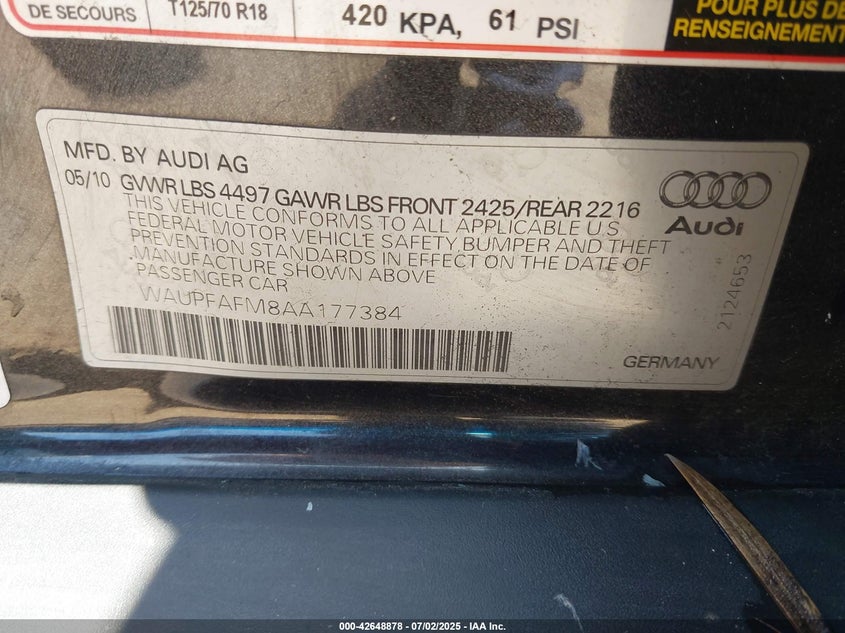 DE SECOURS T125/70 R18 420 KPA, 61 PSI
POUR PLUS DE
RENSEIGNEMENT
MFD. BY AUDI AG
05/10 GVWR LBS 4497 GAWR LBS FRONT 2425/REAR 2216
THIS VEHICLE CONFORMS TO ALL APPLICABLE U.S
FEDERAL MOTOR VEHICLE SAFETY, BUMPER AND THEFT
PREVENTION STANDARDS IN EFFECT ON THE DATE OF
MANUFACTURE SHOWN ABOVE
PASSENGER CAR
WAUPFAFM8AA177384
Audi
2124653
GERMANY
000-42648878 - 07/02/2025 - IAA Inc.